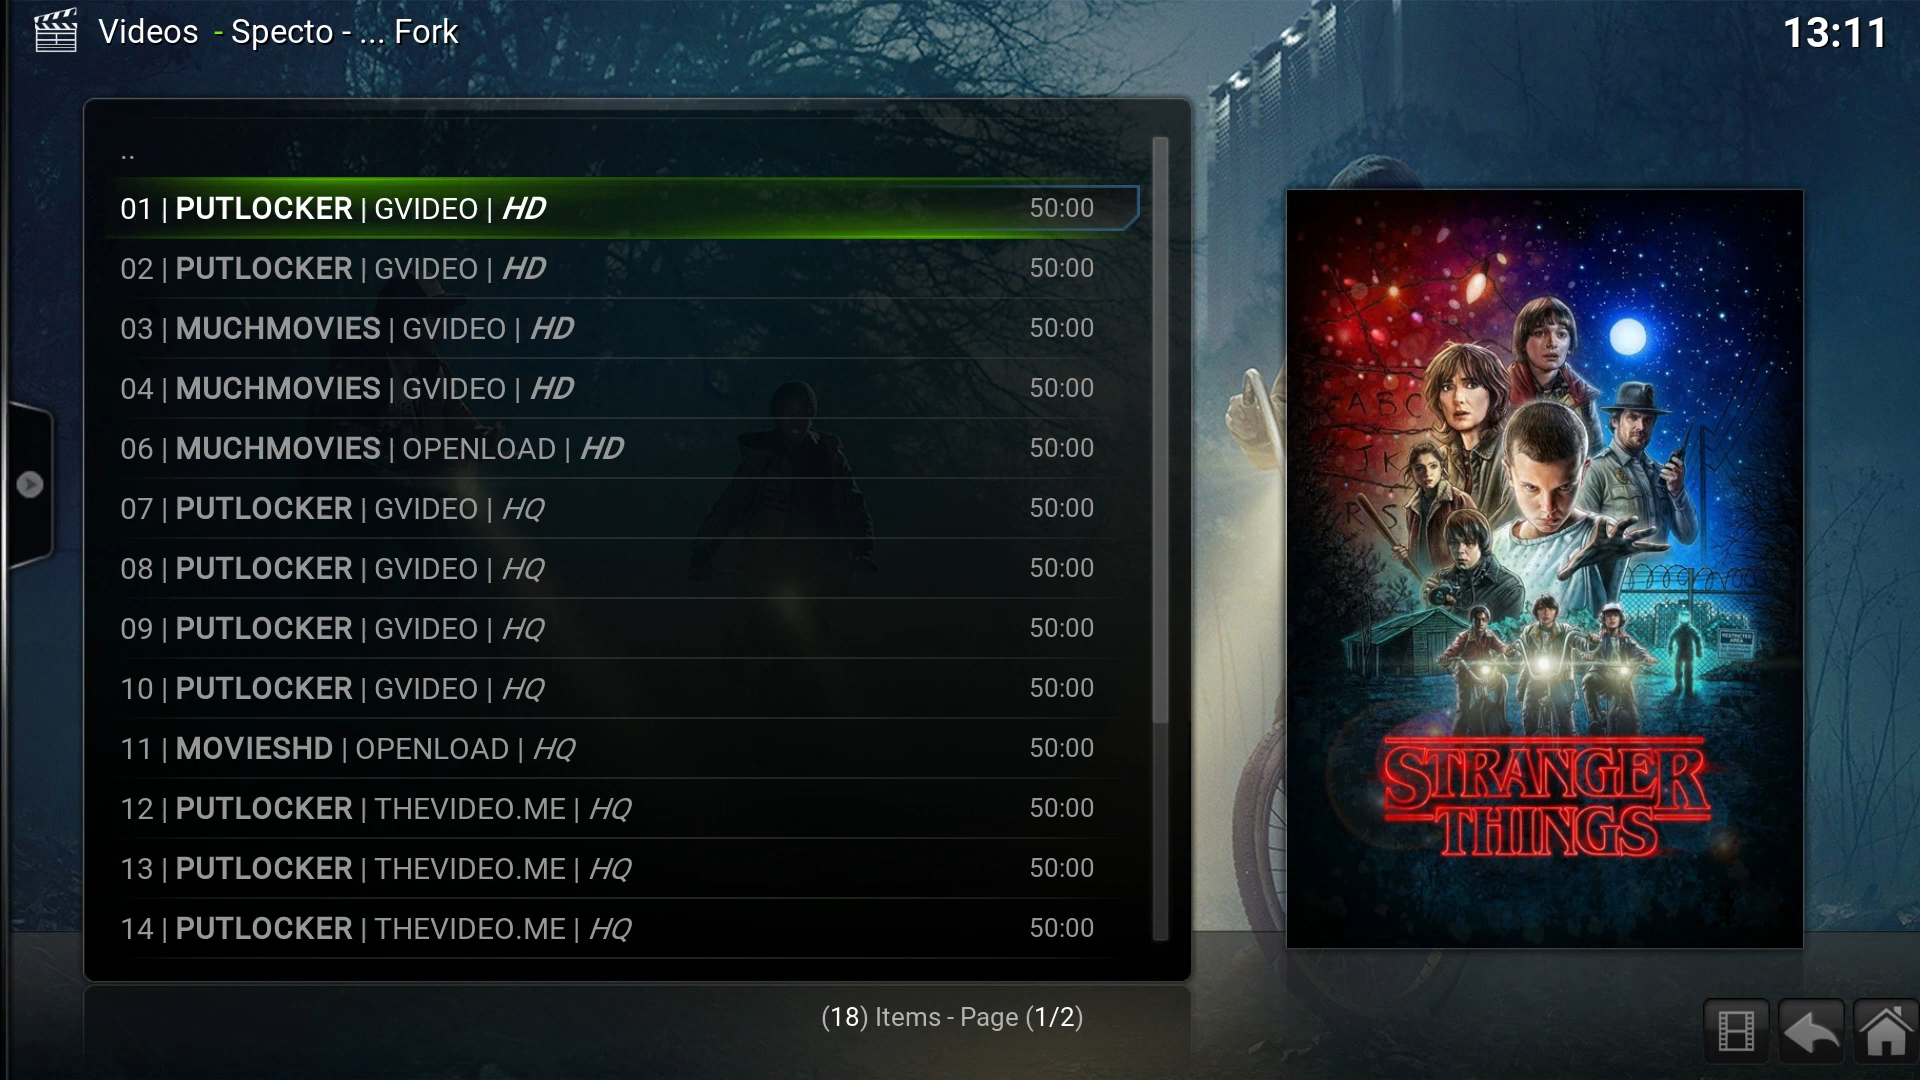 Videos - Specto - ... Fork
13:11
..
01 | PUTLOCKER | GVIDEO | HD 50:00
02 | PUTLOCKER | GVIDEO | HD 50:00
03 | MUCHMOVIES | GVIDEO | HD 50:00
04 | MUCHMOVIES | GVIDEO | HD 50:00
06 | MUCHMOVIES | OPENLOAD | HD 50:00
07 | PUTLOCKER | GVIDEO | HQ 50:00
08 | PUTLOCKER | GVIDEO | HQ 50:00
09 | PUTLOCKER | GVIDEO | HQ 50:00
10 | PUTLOCKER | GVIDEO | HQ 50:00
11 | MOVIESHD | OPENLOAD | HQ 50:00
12 | PUTLOCKER | THEVIDEO.ME | HQ 50:00
13 | PUTLOCKER | THEVIDEO.ME | HQ 50:00
14 | PUTLOCKER | THEVIDEO.ME | HQ 50:00
(18) Items - Page (1/2)
A B C
J K
R S
RESTRICTED
AREA
STRANGER
THINGS